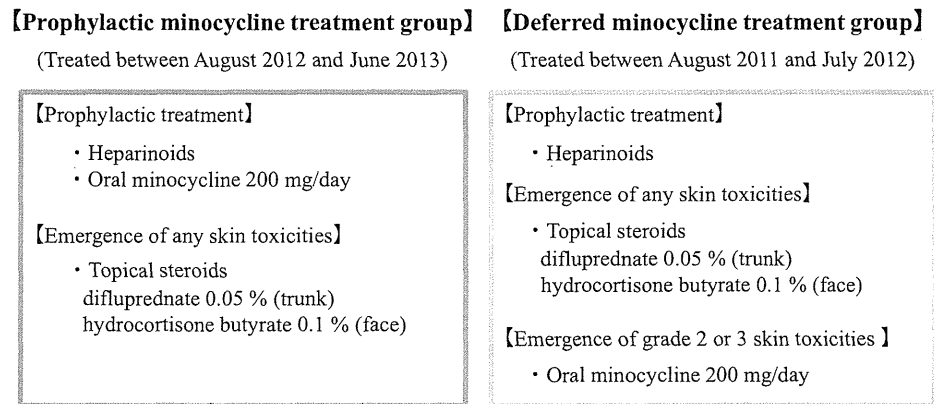 【Prophylactic minocycline treatment group】
(Treated between August 2012 and June 2013)
【Prophylactic treatment】
・Heparinoids
・Oral minocycline 200 mg/day
【Emergence of any skin toxicities】
・Topical steroids
difluprednate 0.05 % (trunk)
hydrocortisone butyrate 0.1 % (face)
【Deferred minocycline treatment group】
(Treated between August 2011 and July 2012)
【Prophylactic treatment】
・Heparinoids
【Emergence of any skin toxicities】
・Topical steroids
difluprednate 0.05 % (trunk)
hydrocortisone butyrate 0.1 % (face)
【Emergence of grade 2 or 3 skin toxicities 】
・Oral minocycline 200 mg/day